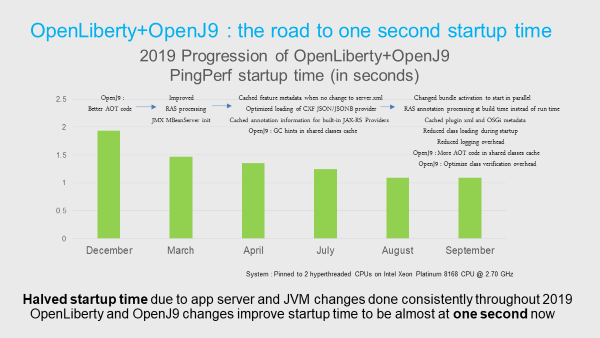 OpenLiberty+OpenJ9 : the road to one second startup time
2019 Progression of OpenLiberty+OpenJ9
PingPerf startup time (in seconds)
2.5
2
1.5
1
0.5
0
OpenJ9 :
Better AOT code
Improved
RAS processing
JMX MBeanServer init
Cached feature metadata when no change to server.xml
Optimized loading of CXF JSON/JSONB provider
Cached annotation information for built-in JAX-RS Providers
OpenJ9 : GC hints in shared classes cache
Changed bundle activation to start in parallel
RAS annotation processing at build time instead of run time
Cached plugin xml and OSGi metadata
Reduced class loading during startup
Reduced logging overhead
OpenJ9 : More AOT code in shared classes cache
OpenJ9 : Optimize class verification overhead
December
March
April
July
August
September
System : Pinned to 2 hyperthreaded CPUs on Intel Xeon Platinum 8168 CPU @ 2.70 GHz
Halved startup time due to app server and JVM changes done consistently throughout 2019
OpenLiberty and OpenJ9 changes improve startup time to be almost at one second now